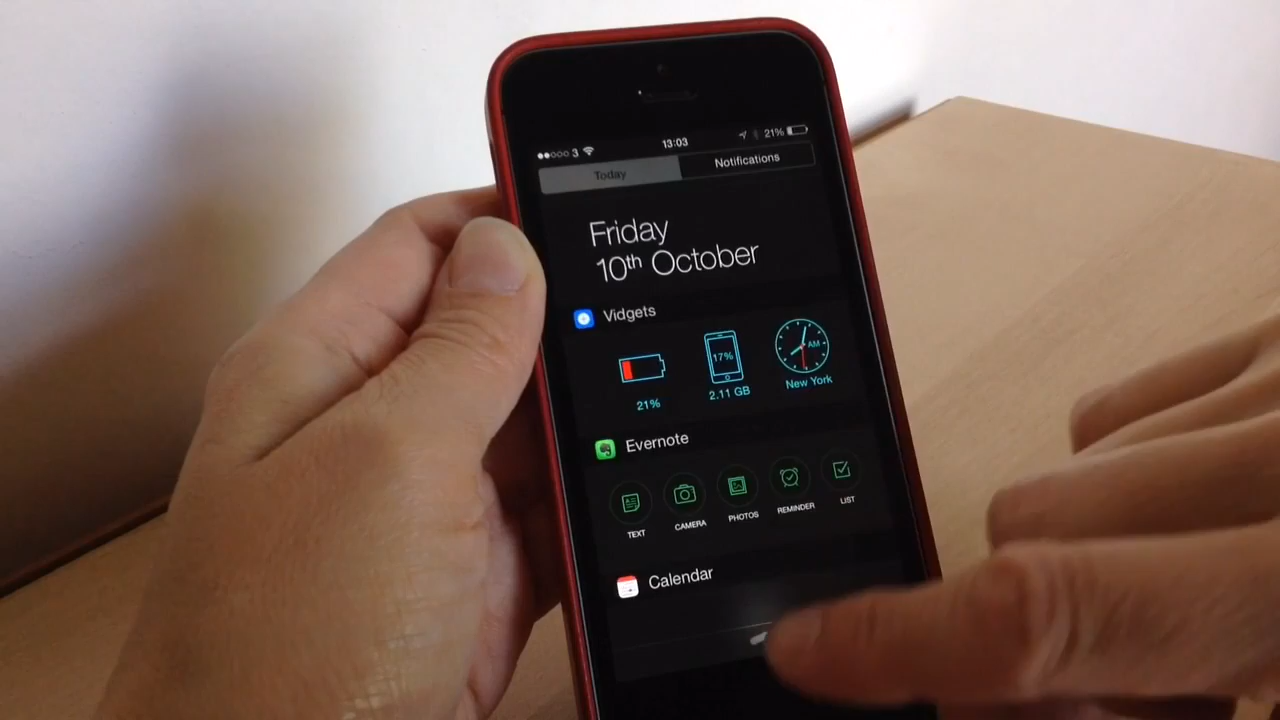 3 13:03 21%
Today Notifications
Friday
10th October
Vidgets
17% AM
21% 2.11 GB New York
Evernote
TEXT CAMERA PHOTOS REMINDER LIST
Calendar